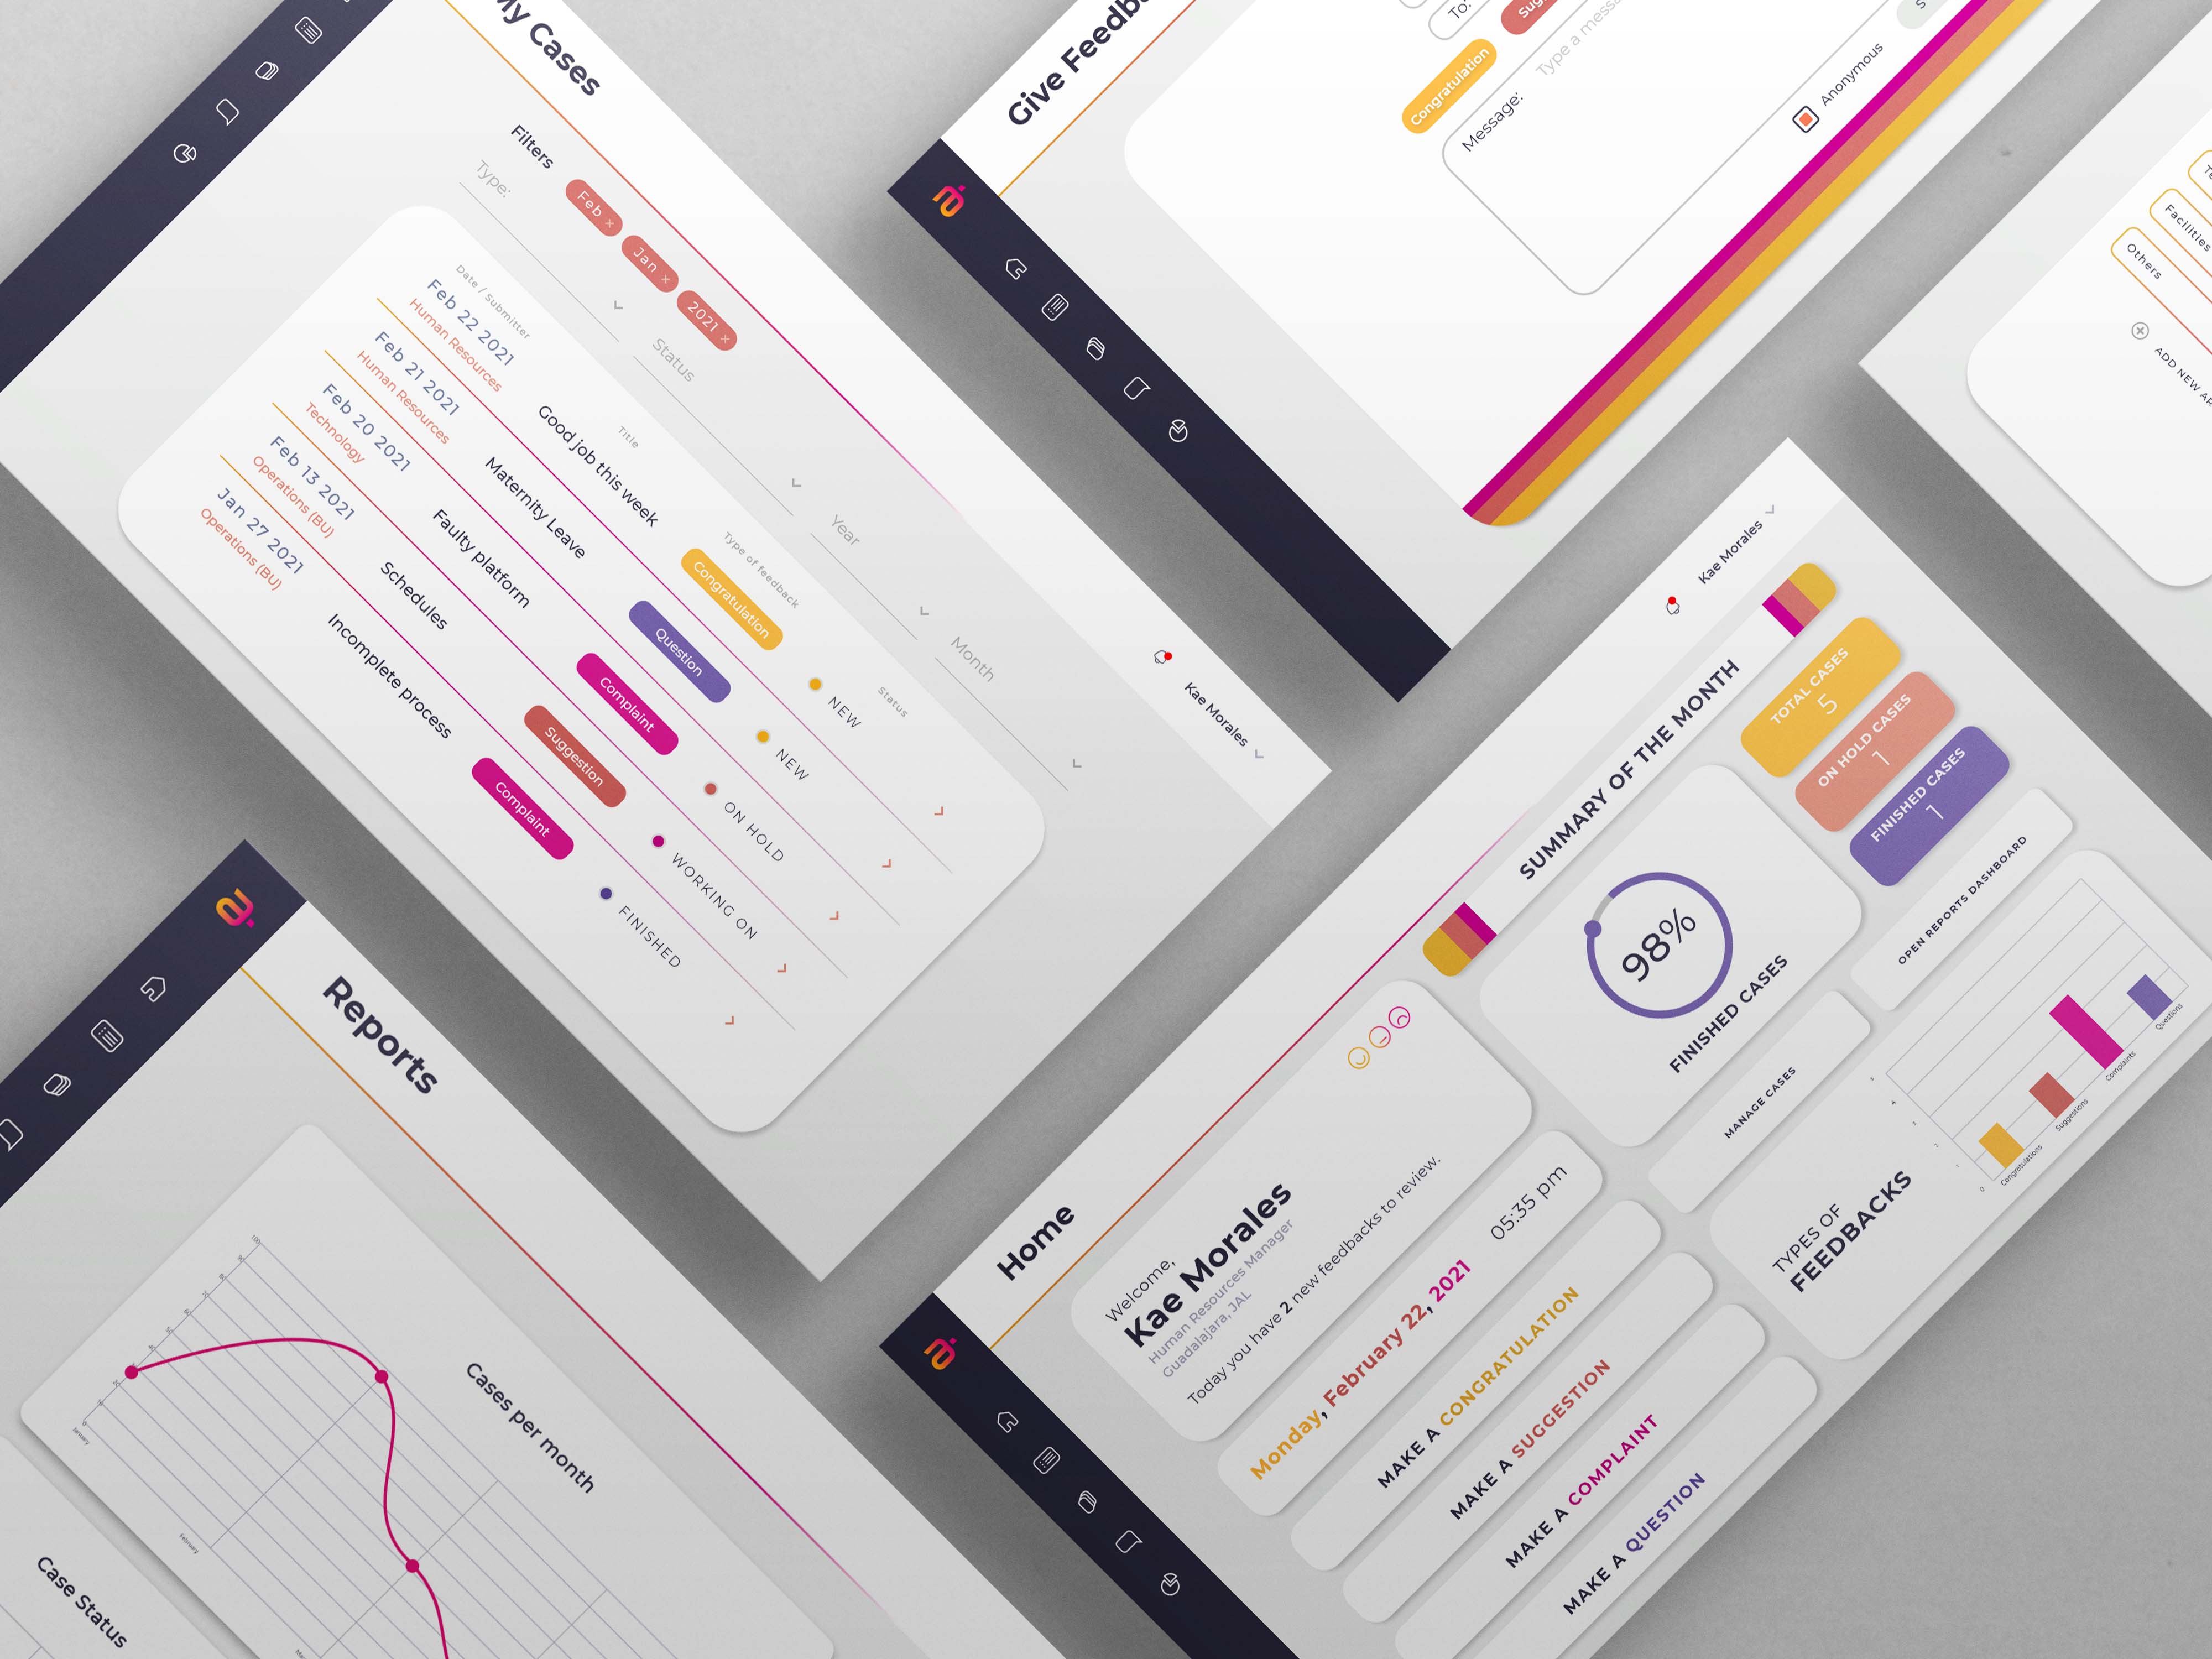 My Cases
Filters
Feb ×
Jan ×
2021 ×
Type:
Status
Year
Month
Kae Morales
Date / Submitter
Title
Type of feedback
Status
Feb 22 2021
Human Resources
Good job this week
Congratulation
NEW
Feb 21 2021
Human Resources
Maternity Leave
Question
NEW
Feb 20 2021
Technology
Faulty platform
Complaint
ON HOLD
Feb 13 2021
Operations (BU)
Schedules
Suggestion
WORKING ON
Jan 27 2021
Operations (BU)
Incomplete process
Complaint
FINISHED
Give Feedb
To:
Congratulation
Sug
Message:
Type a mess
Anonymous
Facilities
Others
ADD NEW AR
Reports
Cases per month
100
January
February
Case Status
Home
Kae Morales
Welcome,
Kae Morales
Human Resources Manager
Guadalajara, JAL
Today you have 2 new feedbacks to review.
Monday, February 22, 2021
05:35 pm
MAKE A CONGRATULATION
MAKE A SUGGESTION
MAKE A COMPLAINT
MAKE A QUESTION
SUMMARY OF THE MONTH
98%
FINISHED CASES
TOTAL CASES
5
ON HOLD CASES
1
FINISHED CASES
1
MANAGE CASES
OPEN REPORTS DASHBOARD
TYPES OF
FEEDBACKS
Congratulations
Suggestions
Complaints
Questions